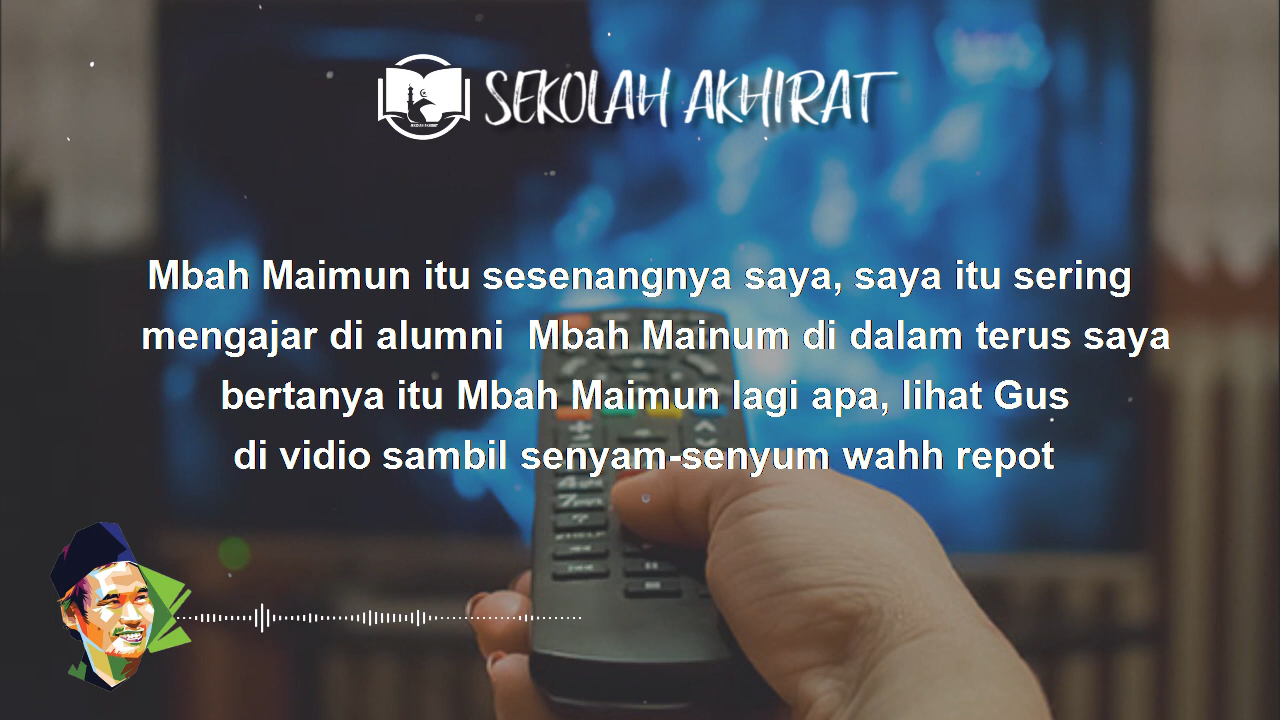 SEKOLAH AKHIRAT
Mbah Maimun itu sesenangnya saya, saya itu sering
mengajar di alumni  Mbah Mainum di dalam terus saya
bertanya itu Mbah Maimun lagi apa, lihat Gus
di vidio sambil senyam-senyum wahh repot